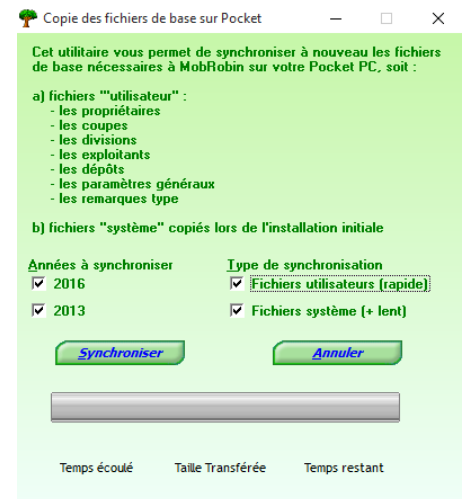 Copie des fichiers de base sur Pocket
Cet utilitaire vous permet de synchroniser à nouveau les fichiers
de base nécessaires à MobRobin sur votre Pocket PC, soit :
a) fichiers '"utilisateur" :
- les propriétaires
- les coupes
- les divisions
- les exploitants
- les dépôts
- les paramètres généraux
- les remarques type
b) fichiers "système" copiés lors de l'installation initiale
Années à synchroniser
Type de synchronisation
2016
Fichiers utilisateurs (rapide)
2013
Fichiers système (+ lent)
Synchroniser
Annuler
Temps écoulé
Taille Transférée
Temps restant